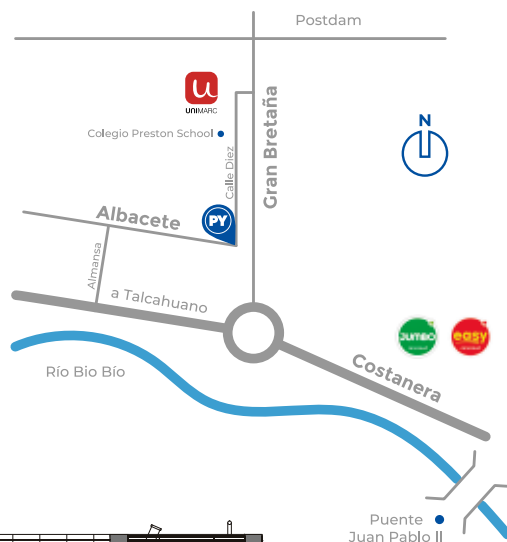 Postdam
u
UNIMARC
Colegio Preston School
Calle Diez
Gran Bretaña
N
Albacete
PY
Almansa
a Talcahuano
JUMBO
easy
Costanera
Río Bio Bío
Puente
Juan Pablo II